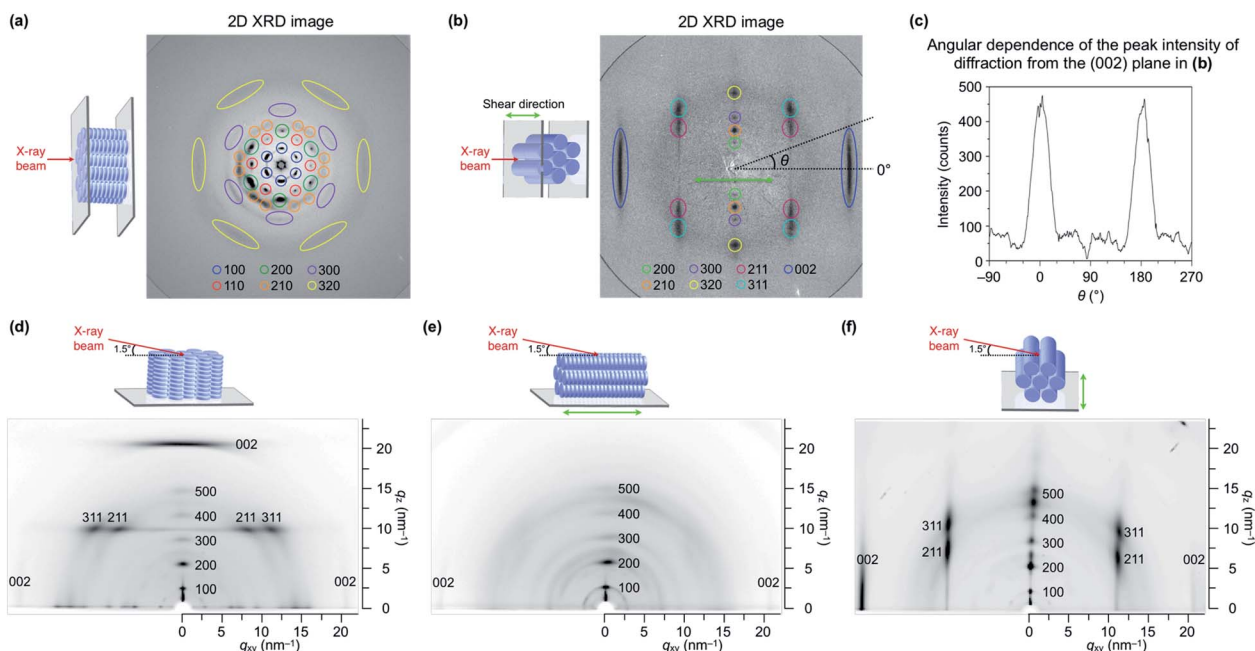 (a)
2D XRD image
X-ray
beam
100 200 300
110 210 320
(b)
2D XRD image
Shear direction
X-ray
beam
θ
0°
200 300 211 002
210 320 311
(c)
Angular dependence of the peak intensity of
diffraction from the (002) plane in (b)
Intensity (counts)
500
400
300
200
100
0
–90 0 90 180 270
θ (°)
(d)
X-ray
beam
1.5°
002
500
400
311 211 211 311
300
200
002 002
100
20
15
10
5
0
qz (nm⁻¹)
0 5 10 15 20
qxy (nm⁻¹)
(e)
X-ray
beam
1.5°
500
400
300
200
100
20
15
10
5
0
qz (nm⁻¹)
0 5 10 15 20
qxy (nm⁻¹)
(f)
X-ray
beam
1.5°
500
400
311 311
300
211 211
002 200 002
100
20
15
10
5
0
qz (nm⁻¹)
0 5 10 15 20
qxy (nm⁻¹)